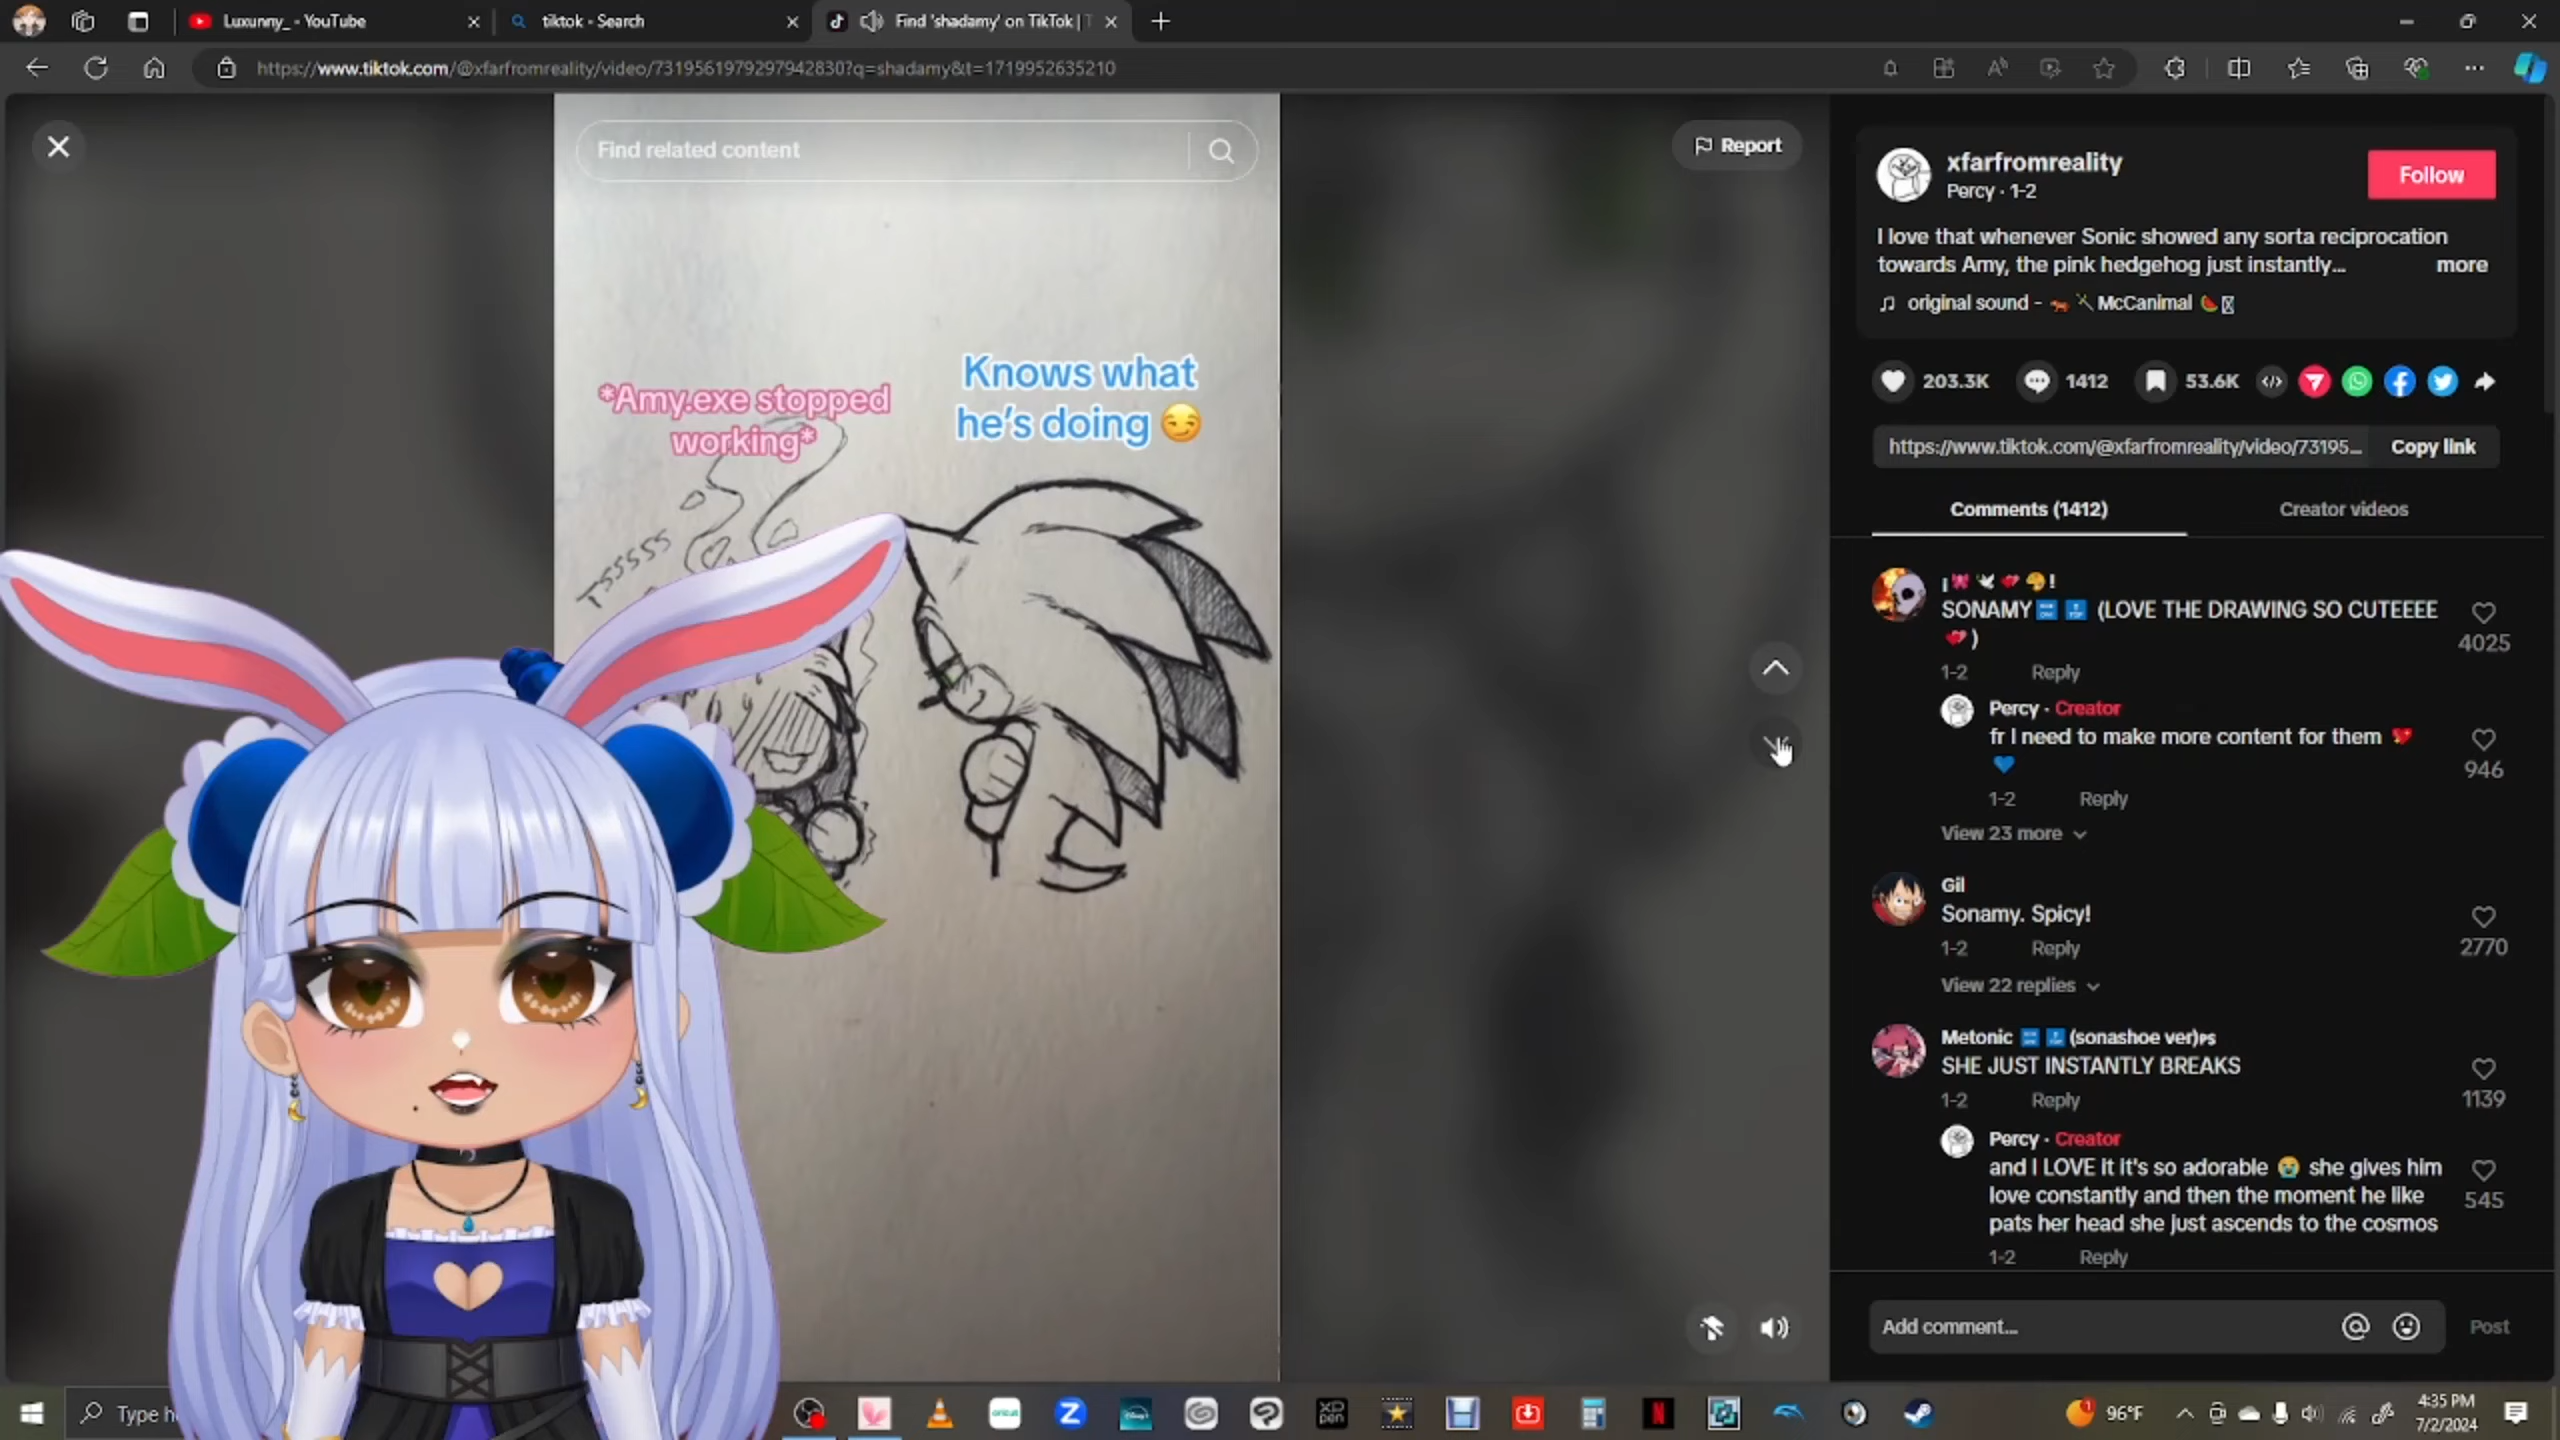 Luxunny_ - YouTube
tiktok - Search
Find 'shadamy' on TikTok | T
https://www.tiktok.com/@xfarfromreality/video/7319561979297942830?q=shadamy&t=1719952635210
Find related content
Report
*Amy.exe stopped
working*
Knows what
he's doing 😏
TSSSSS
xfarfromreality
Percy · 1-2
Follow
I love that whenever Sonic showed any sorta reciprocation
towards Amy, the pink hedgehog just instantly... more
original sound - 🐅 McCanimal 🍉
203.3K
1412
53.6K
https://www.tiktok.com/@xfarfromreality/video/73195...
Copy link
Comments (1412)
Creator videos
SONAMY (LOVE THE DRAWING SO CUTEEEE
💕)
4025
1-2 Reply
Percy · Creator
fr I need to make more content for them 💖
💙
946
1-2 Reply
View 23 more
Gil
Sonamy. Spicy!
2770
1-2 Reply
View 22 replies
Metonic (sonashoe ver)PS
SHE JUST INSTANTLY BREAKS
1139
1-2 Reply
Percy · Creator
and I LOVE it it's so adorable 😭 she gives him
love constantly and then the moment he like
pats her head she just ascends to the cosmos
545
1-2 Reply
Add comment...
Post
Type h
cricut
Disney+
XP
pen
N
1
96°F
4:35 PM
7/2/2024